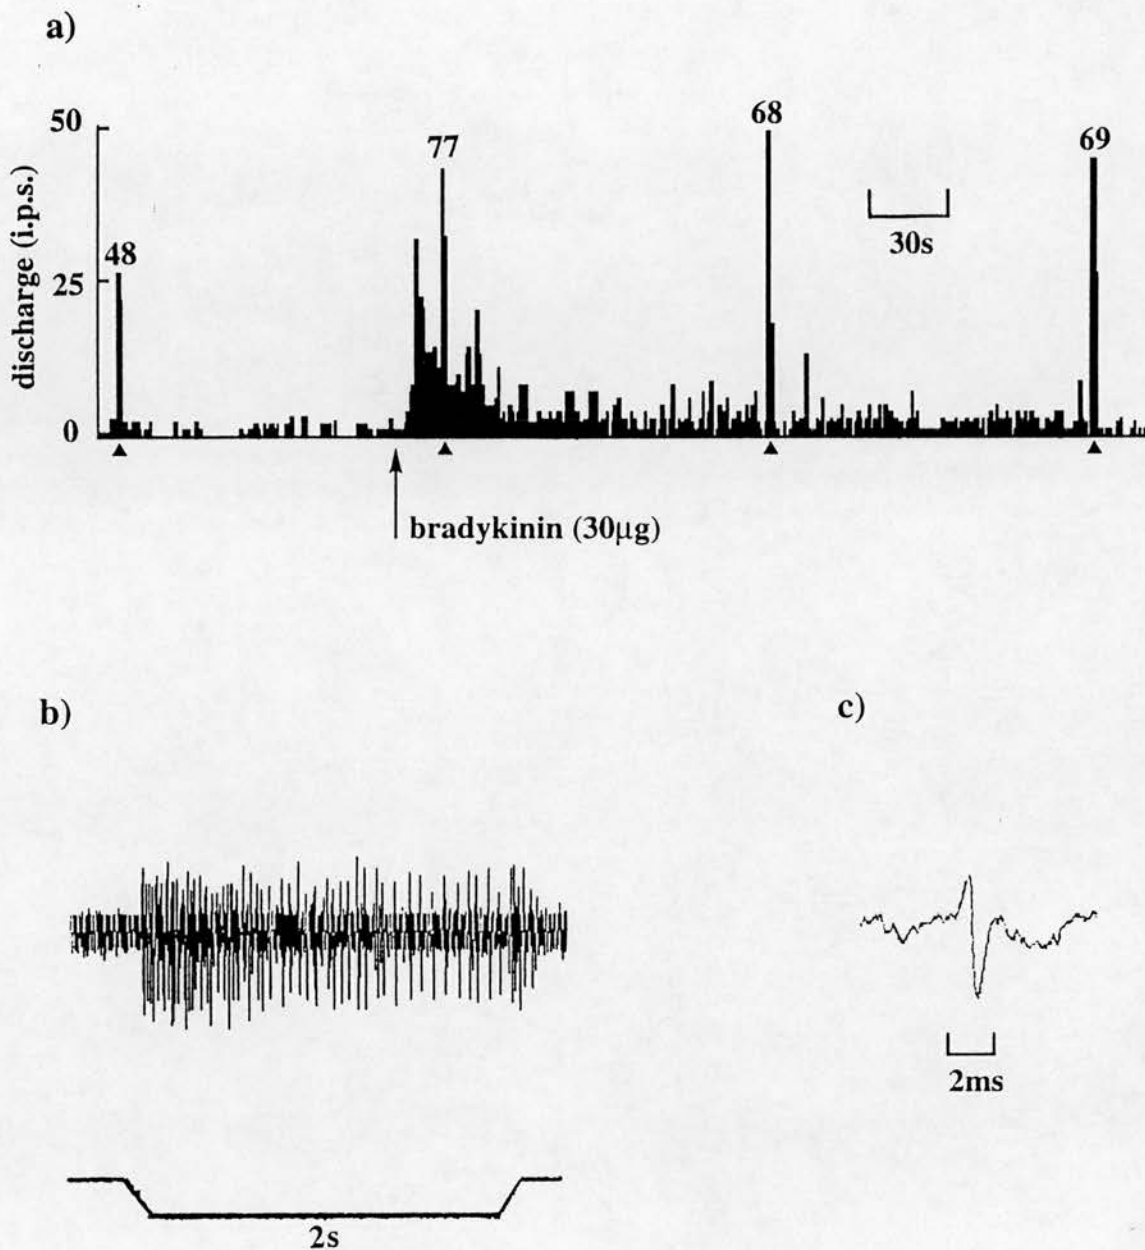 a)
50
25
0
discharge (i.p.s.)
48
77
68
69
30s
bradykinin (30µg)
b)
2s
c)
2ms